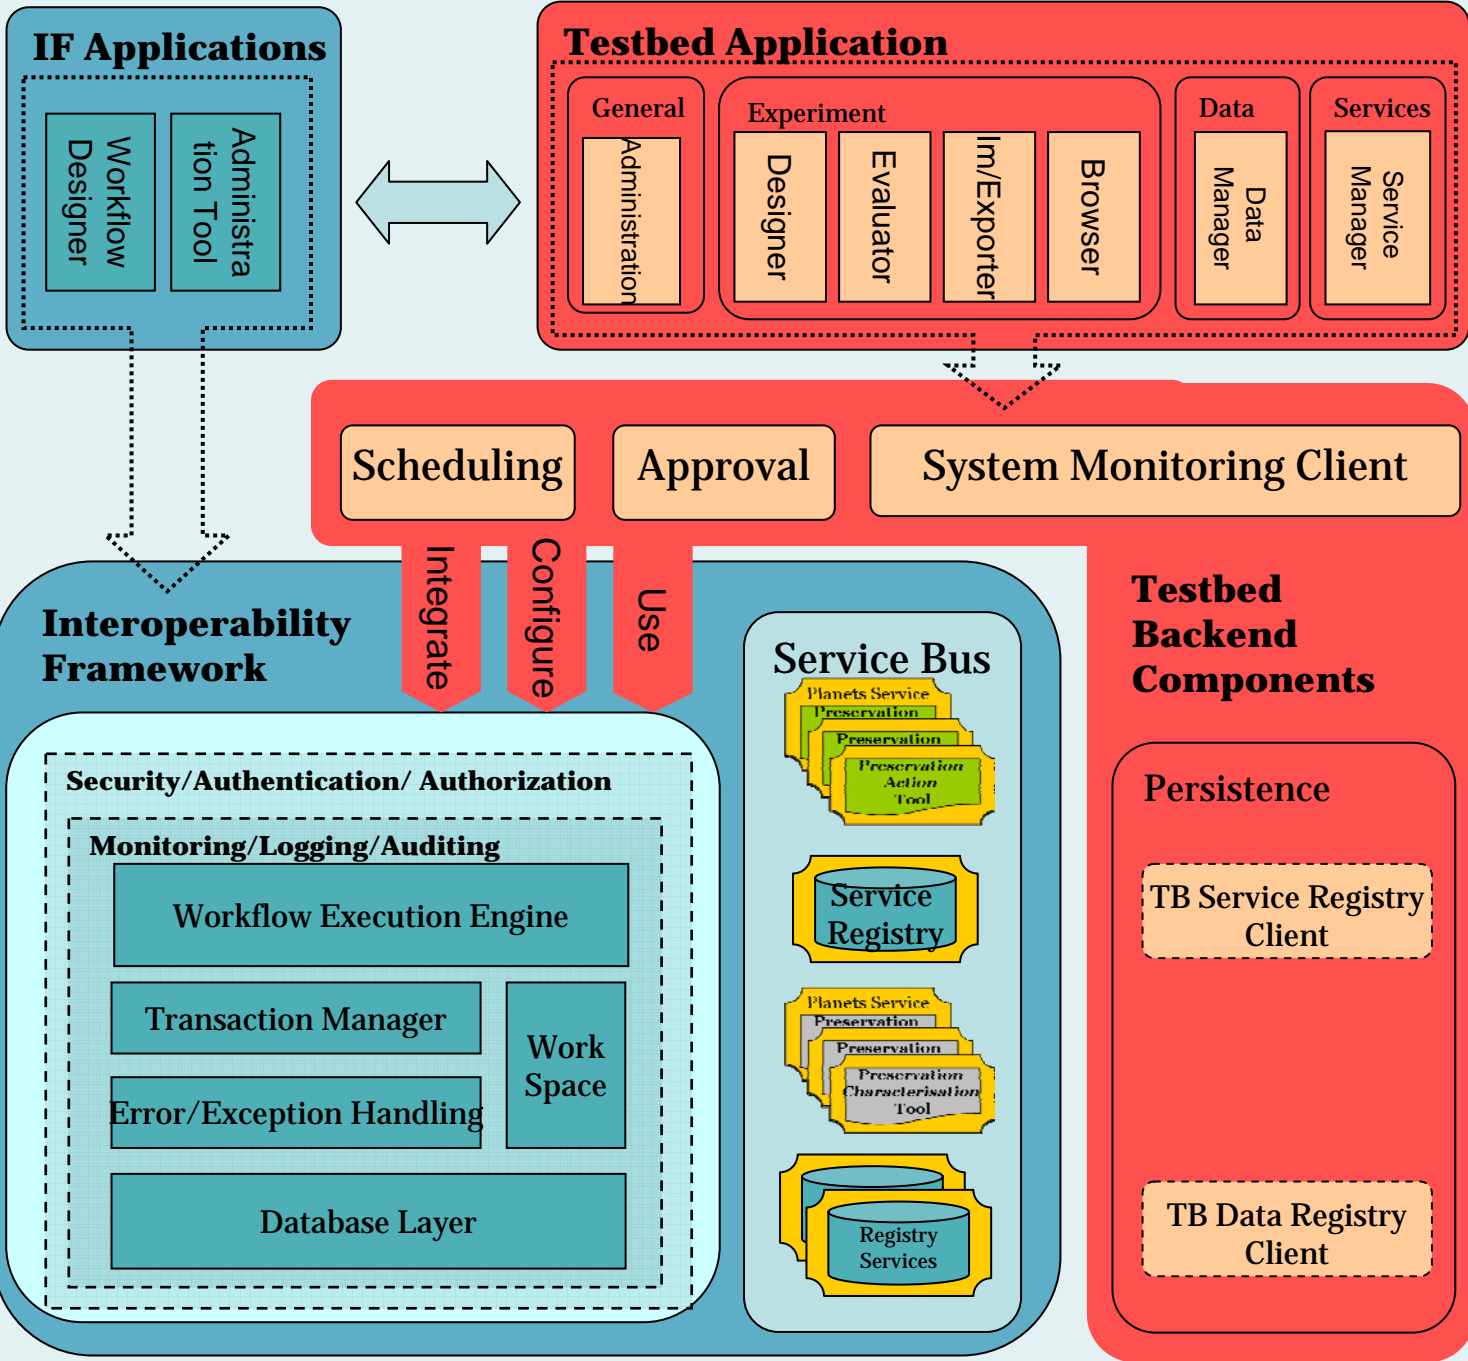 IF Applications
Workflow
Designer
Administra
tion Tool
Testbed Application
General
Administration
Experiment
Designer
Evaluator
Im/Exporter
Browser
Data
Data
Manager
Services
Service
Manager
Scheduling
Approval
System Monitoring Client
Integrate
Configure
Use
Interoperability
Framework
Security/Authentication/ Authorization
Monitoring/Logging/Auditing
Workflow Execution Engine
Transaction Manager
Error/Exception Handling
Work
Space
Database Layer
Service Bus
Planets Service
Preservation
Preservation
Preservation
Action
Tool
Service
Registry
Planets Service
Preservation
Preservation
Preservation
Characterisation
Tool
Registry
Services
Testbed
Backend
Components
Persistence
TB Service Registry
Client
TB Data Registry
Client